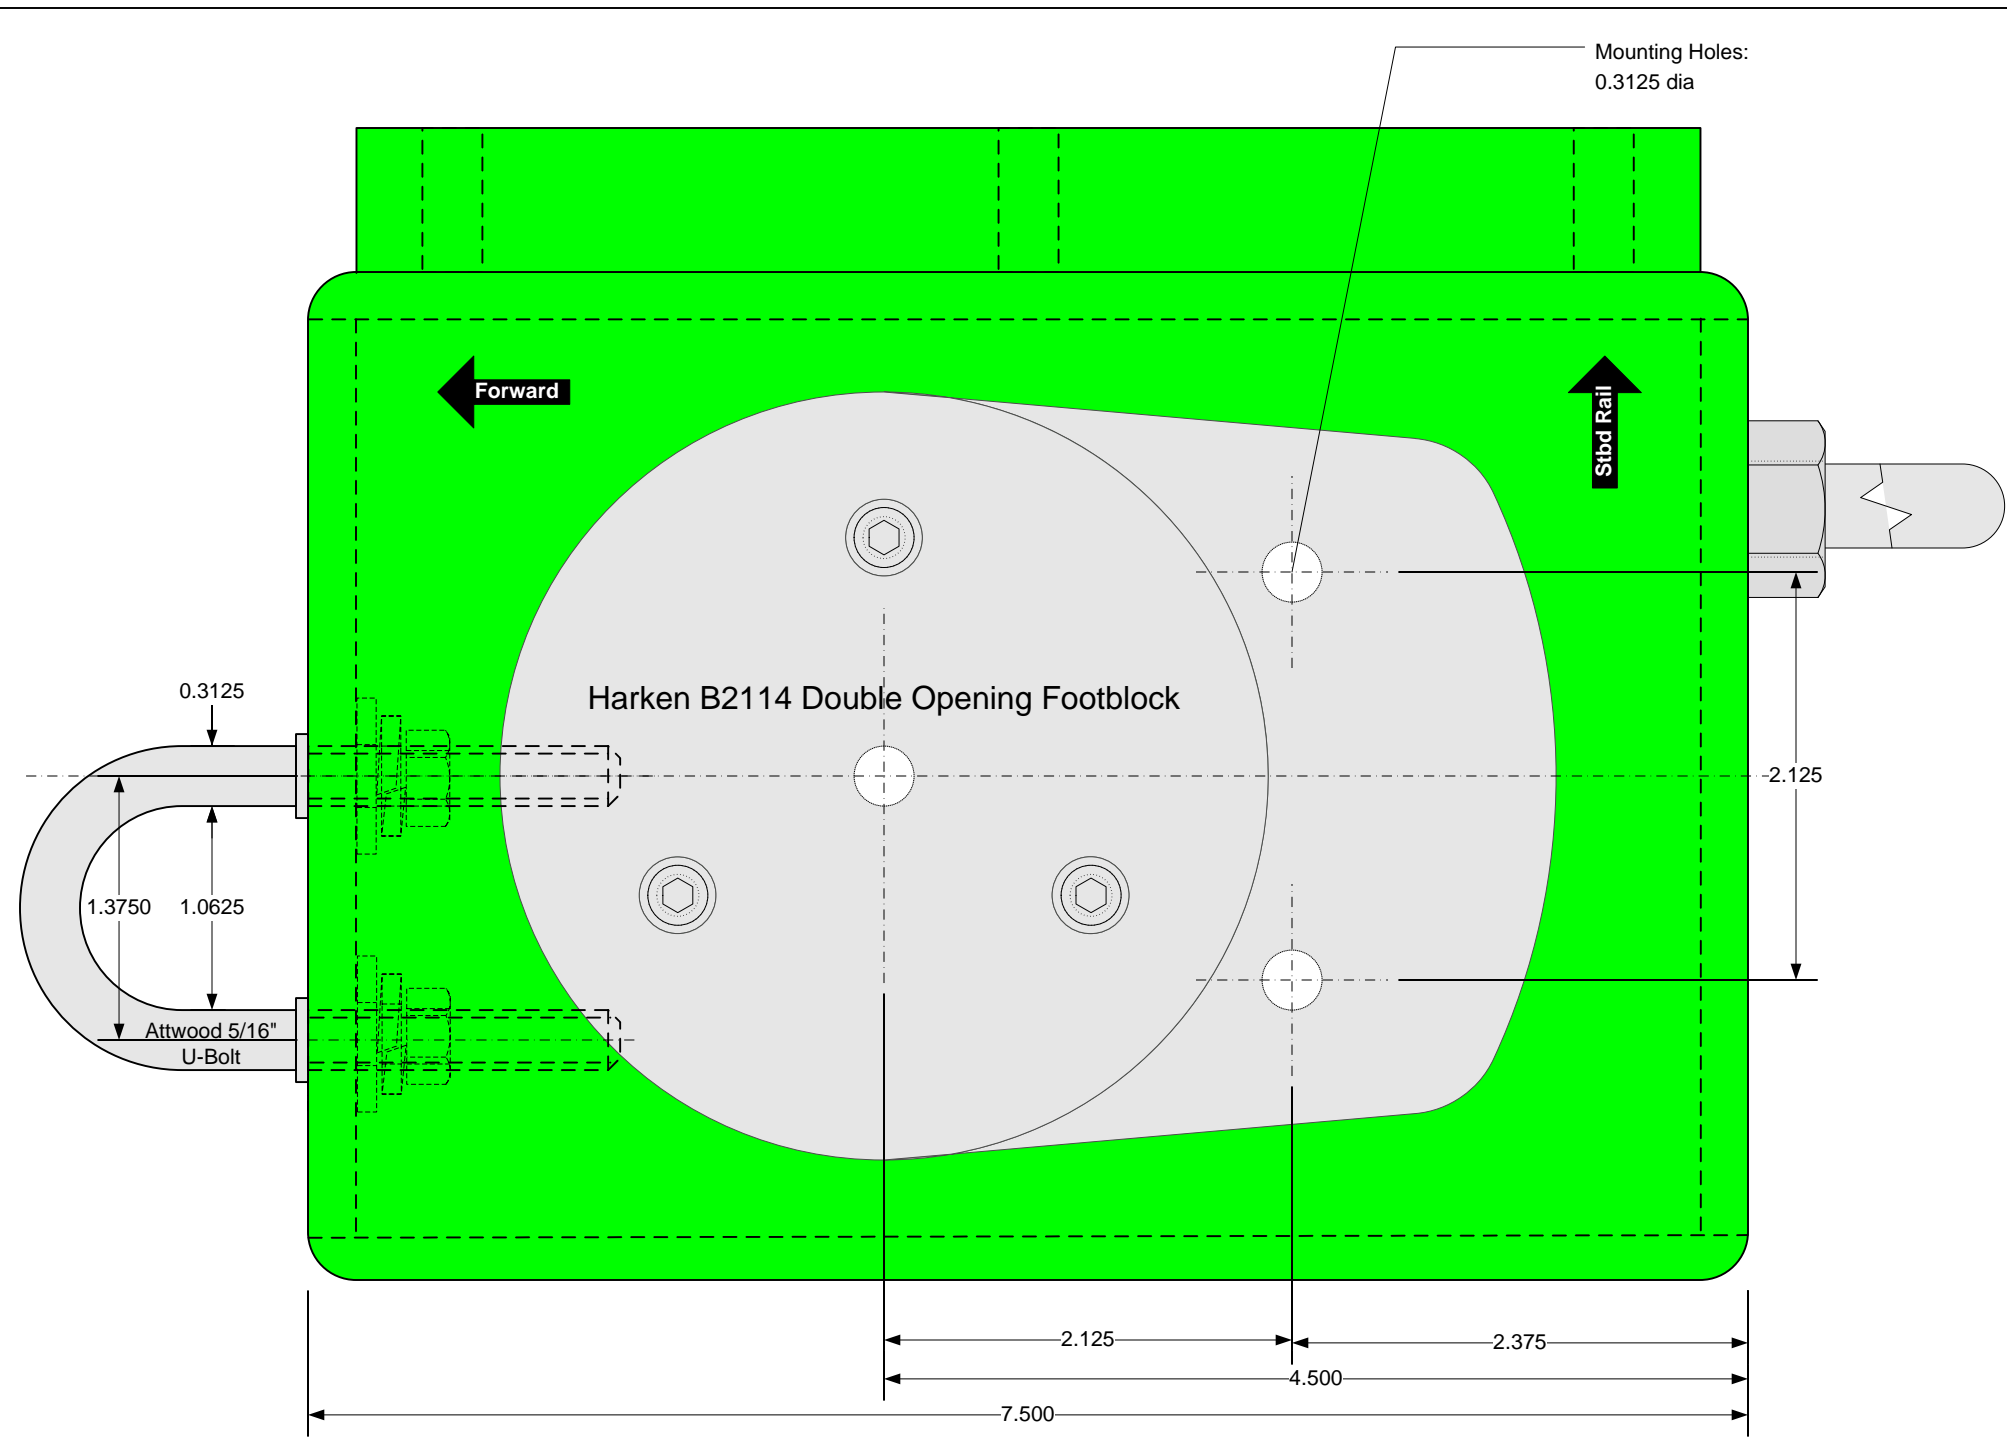 Mounting Holes:
0.3125 dia
Forward
Stbd Rail
Harken B2114 Double Opening Footblock
0.3125
2.125
1.3750
1.0625
Attwood 5/16"
U-Bolt
2.125
2.375
4.500
7.500